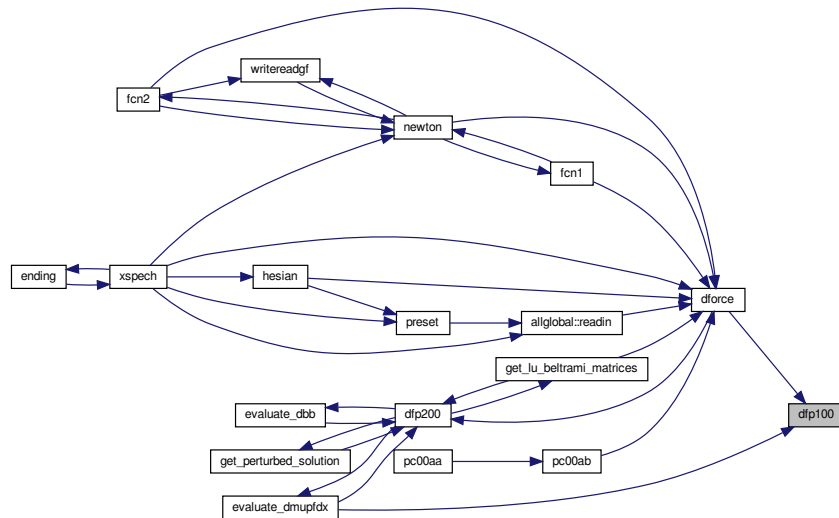 writereadgf
fcn2
newton
fcn1
ending
xspech
hesian
dforce
preset
allglobal::readin
get_lu_beltrami_matrices
evaluate_dbb
dfp200
dfp100
get_perturbed_solution
pc00aa
pc00ab
evaluate_dmupfdx